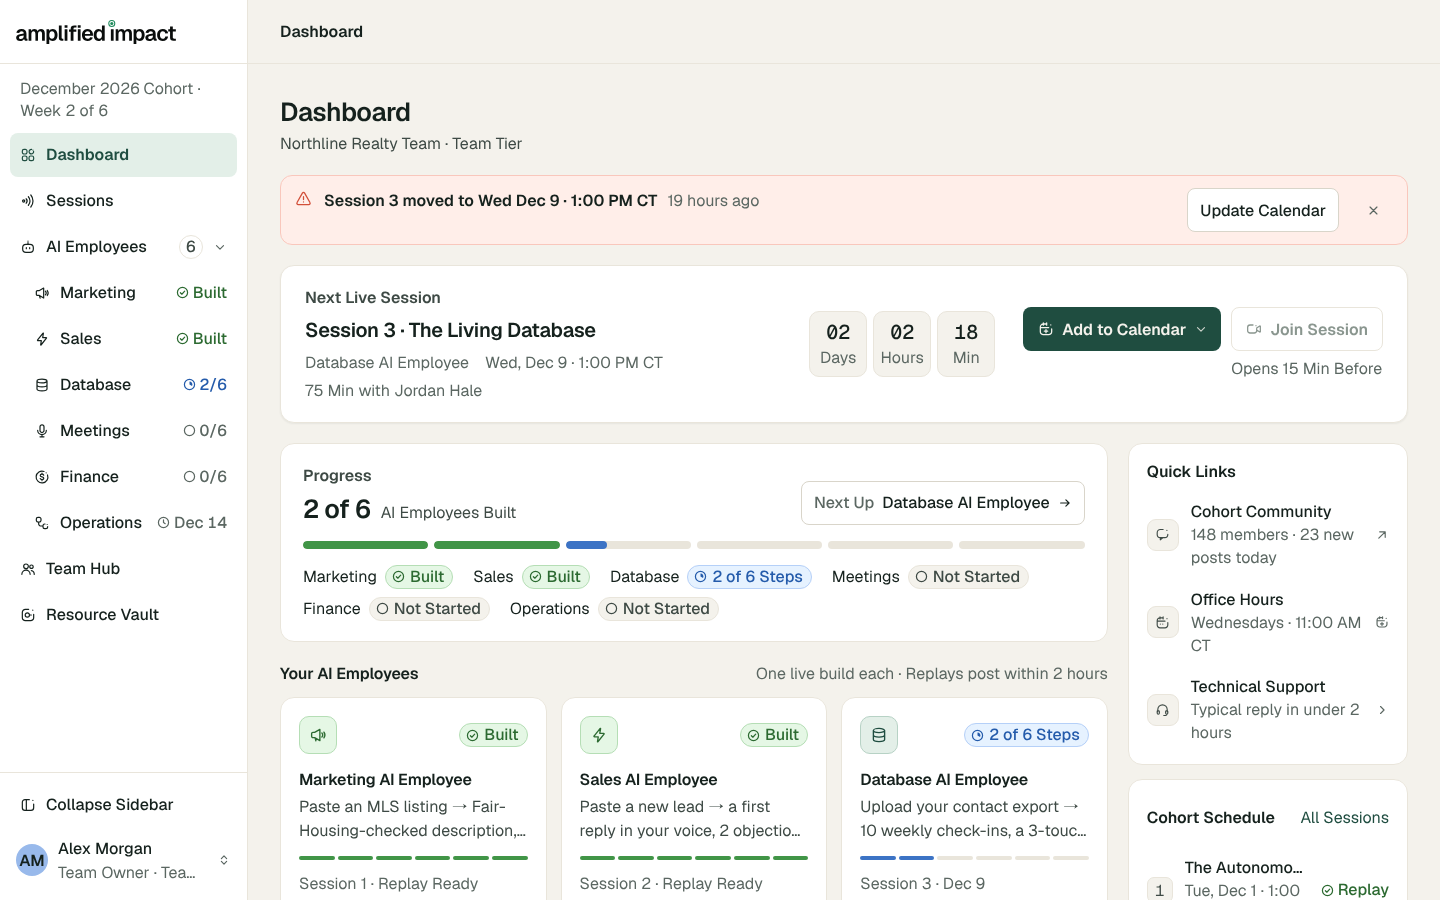 amplified impact
December 2026 Cohort ·
Week 2 of 6
Dashboard
Sessions
AI Employees 6
Marketing Built
Sales Built
Database 2/6
Meetings 0/6
Finance 0/6
Operations Dec 14
Team Hub
Resource Vault
Collapse Sidebar
AM
Alex Morgan
Team Owner · Tea...
Dashboard
Dashboard
Northline Realty Team · Team Tier
Session 3 moved to Wed Dec 9 · 1:00 PM CT 19 hours ago
Update Calendar
Next Live Session
Session 3 · The Living Database
Database AI Employee Wed, Dec 9 · 1:00 PM CT
75 Min with Jordan Hale
02 Days
02 Hours
18 Min
Add to Calendar
Join Session
Opens 15 Min Before
Progress
2 of 6 AI Employees Built
Next Up Database AI Employee →
Marketing Built Sales Built Database 2 of 6 Steps Meetings Not Started
Finance Not Started Operations Not Started
Your AI Employees
One live build each · Replays post within 2 hours
Built
Marketing AI Employee
Paste an MLS listing → Fair-
Housing-checked description,...
Session 1 · Replay Ready
Built
Sales AI Employee
Paste a new lead → a first
reply in your voice, 2 objectio...
Session 2 · Replay Ready
2 of 6 Steps
Database AI Employee
Upload your contact export →
10 weekly check-ins, a 3-touc...
Session 3 · Dec 9
Quick Links
Cohort Community
148 members · 23 new
posts today
Office Hours
Wednesdays · 11:00 AM
CT
Technical Support
Typical reply in under 2
hours
Cohort Schedule All Sessions
The Autonomo...
1 Tue, Dec 1 · 1:00 Replay